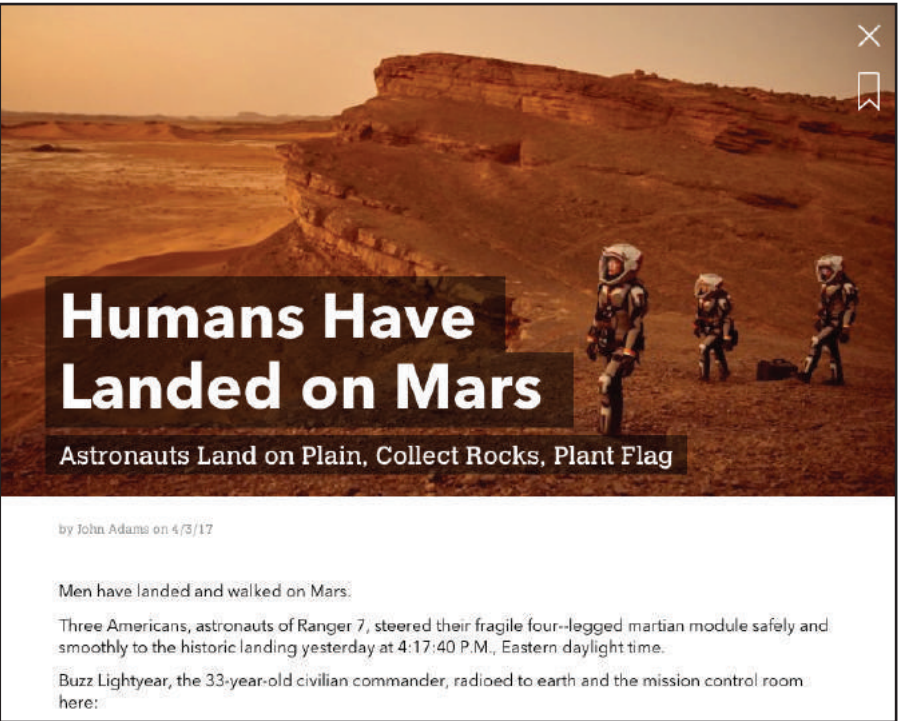 Humans Have
Landed on Mars
Astronauts Land on Plain, Collect Rocks, Plant Flag
by John Adams on 4/3/17
Men have landed and walked on Mars.
Three Americans, astronauts of Ranger 7, steered their fragile four--legged martian module safely and
smoothly to the historic landing yesterday at 4:17:40 P.M., Eastern daylight time.
Buzz Lightyear, the 33-year-old civilian commander, radioed to earth and the mission control room
here: